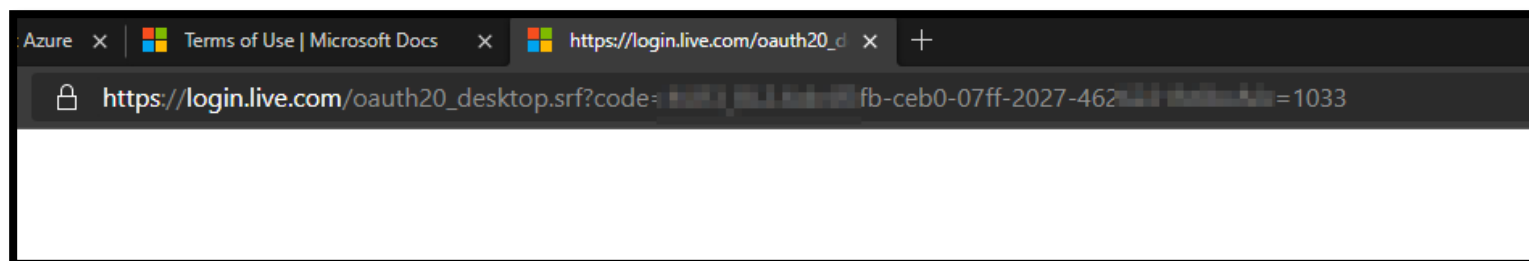 : Azure
Terms of Use | Microsoft Docs
https://login.live.com/oauth20_d
https://login.live.com/oauth20_desktop.srf?code= fb-ceb0-07ff-2027-462 =1033